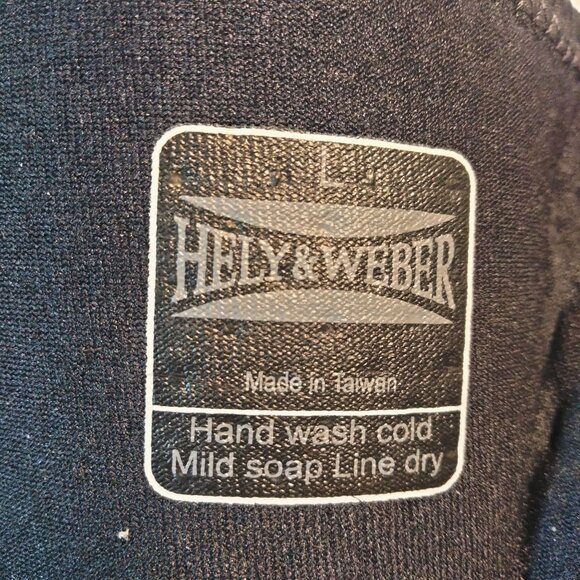 L
HELY & WEBER
Made in Taiwan
Hand wash cold
Mild soap Line dry